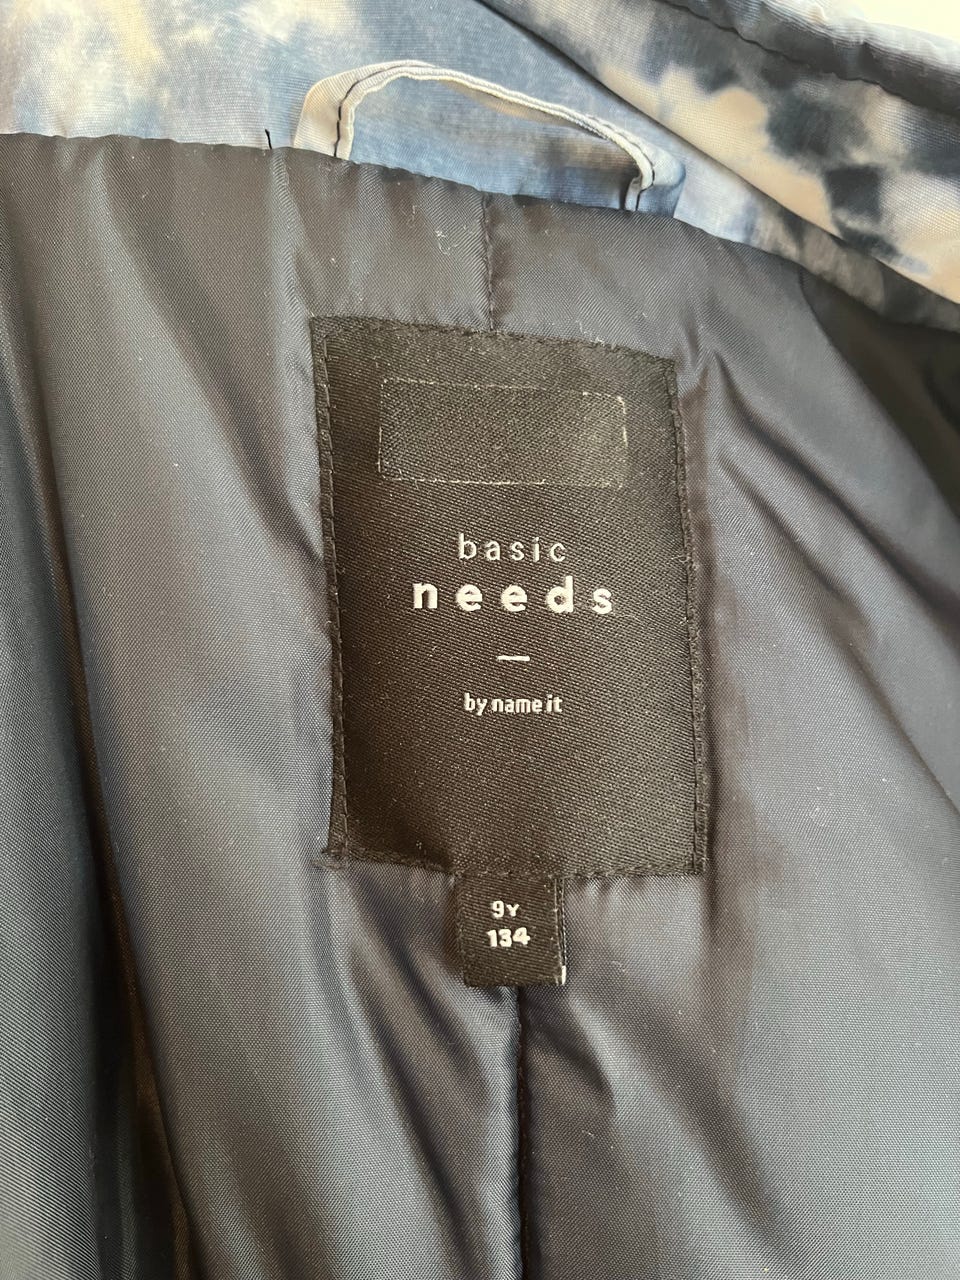 basic
needs
by name it
9Y
134